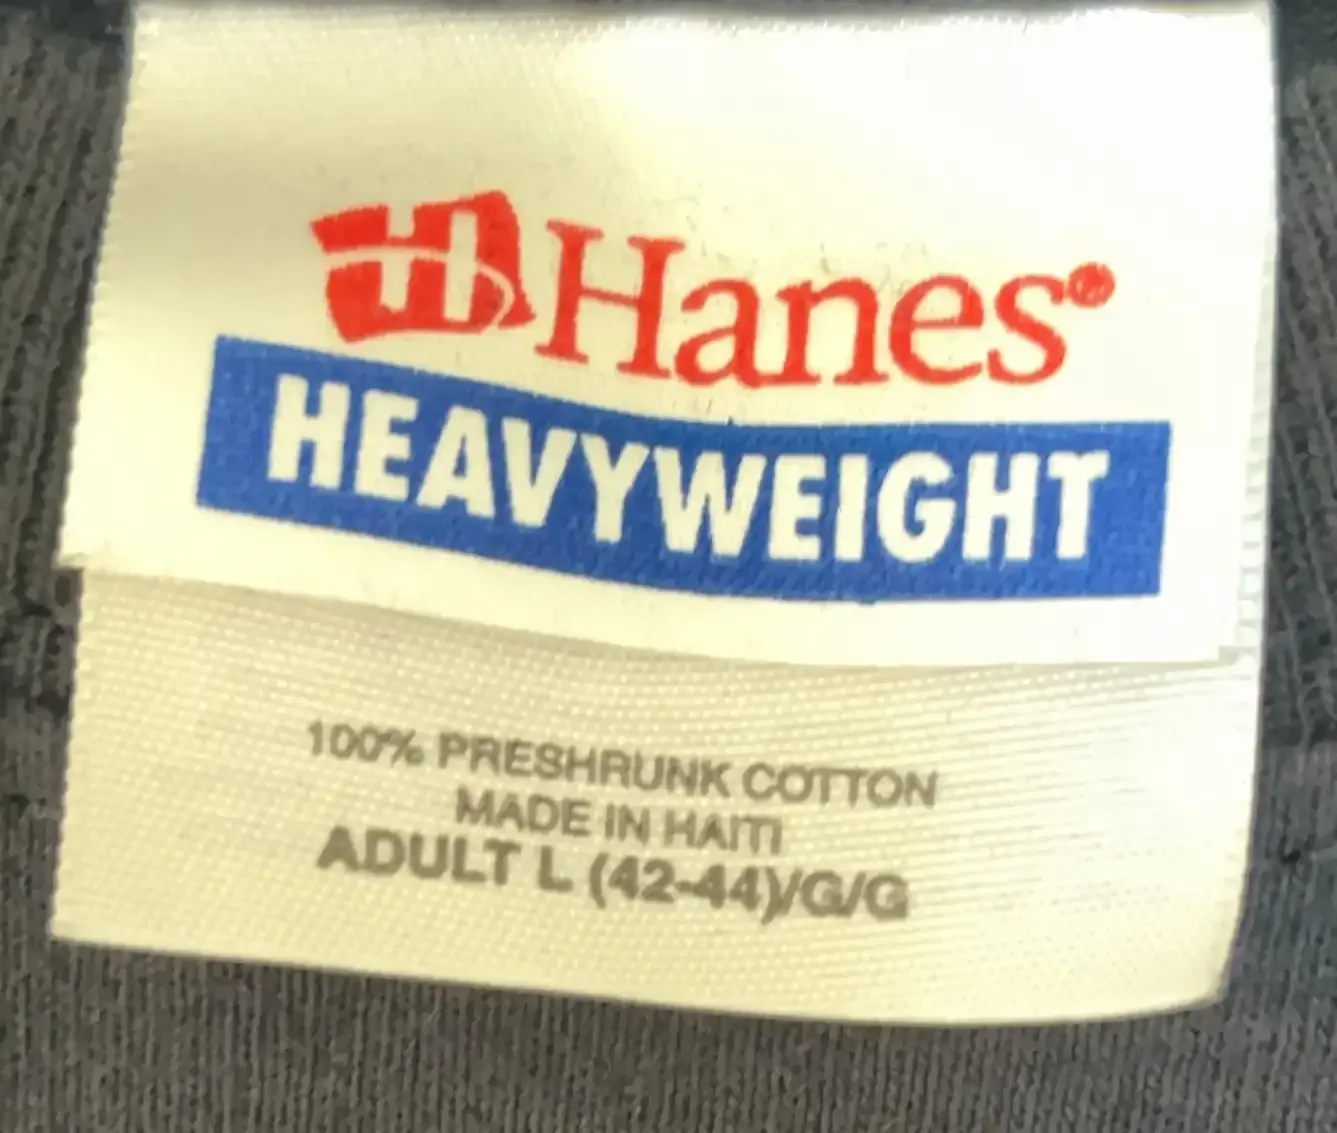 Hanes®
HEAVYWEIGHT
100% PRESHRUNK COTTON
MADE IN HAITI
ADULT L (42-44)/G/G